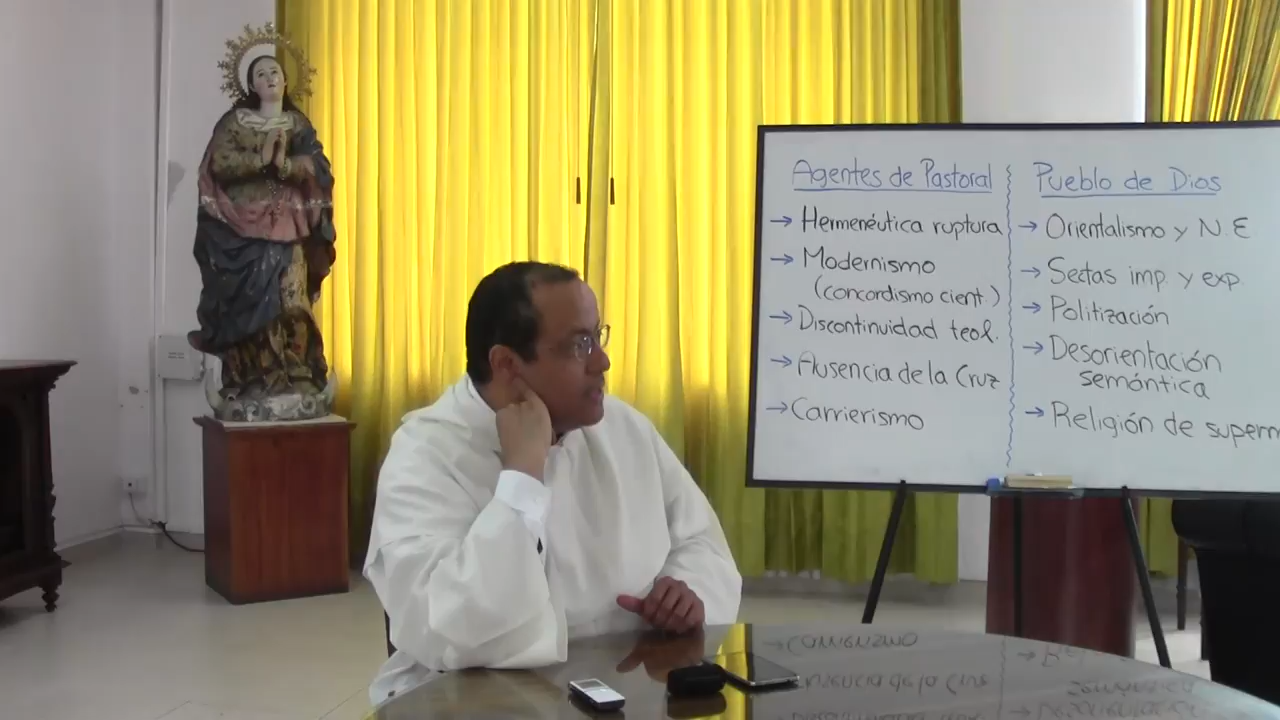 Agentes de Pastoral
→ Hermenéutica ruptura
→ Modernismo
(concordismo cient.)
→ Discontinuidad teol.
→ Ausencia de la Cruz
→ Carrierismo
Pueblo de Dios
→ Orientalismo y N.E
→ Sectas imp. y exp.
→ Politización
→ Desorientación
semántica
→ Religión de superm